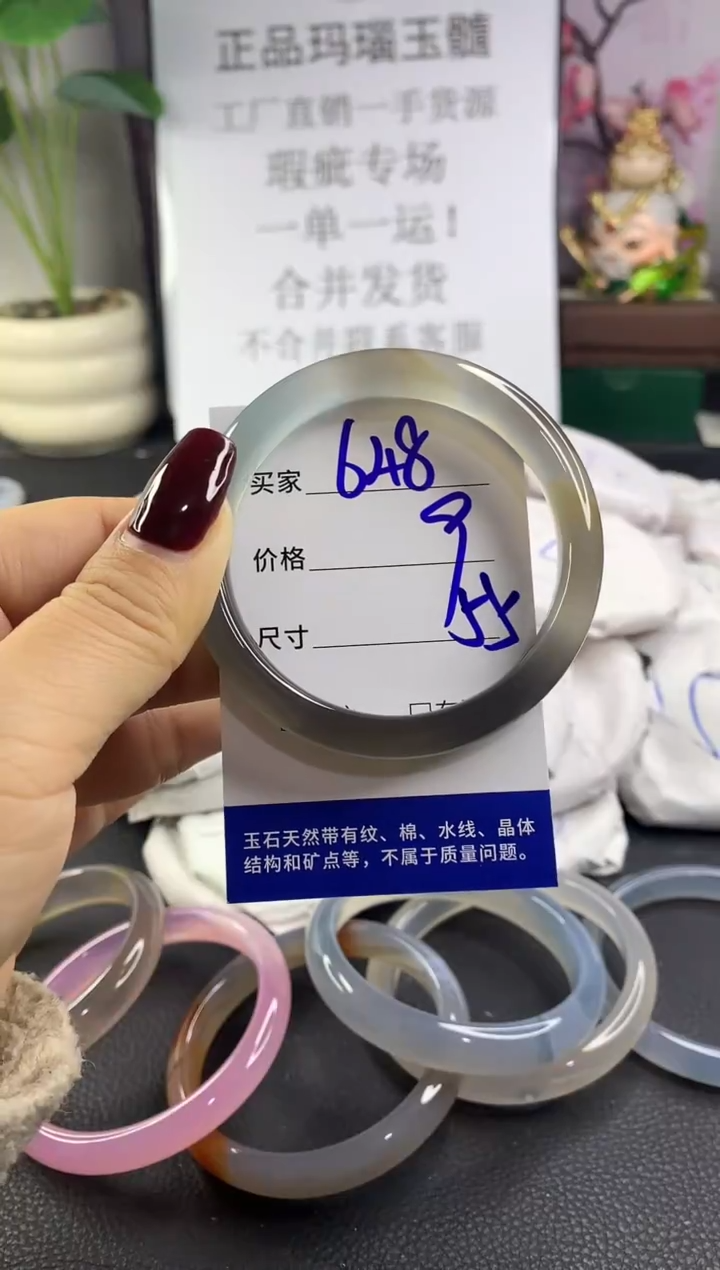 正品玛瑙玉髓
工厂直销一手货源
瑕疵专场
一单一运！
合并发货
不合并联系客服
买家 648
价格
尺寸 55
玉石天然带有纹、棉、水线、晶体
结构和矿点等，不属于质量问题。